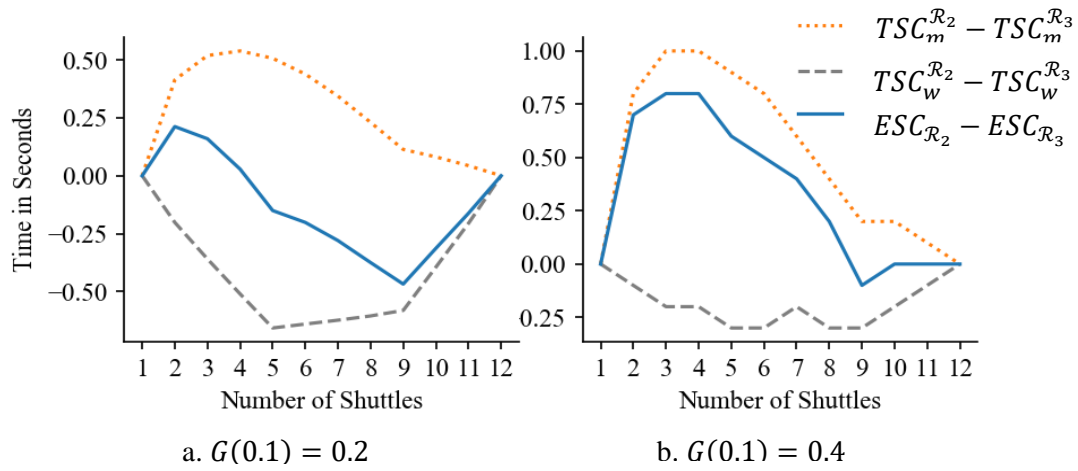 TSC_m^{ℛ_2} − TSC_m^{ℛ_3}
TSC_w^{ℛ_2} − TSC_w^{ℛ_3}
ESC_{ℛ_2} − ESC_{ℛ_3}
Time in Seconds
0.50
0.25
0.00
−0.25
−0.50
1 2 3 4 5 6 7 8 9 10 11 12
Number of Shuttles
a. G(0.1) = 0.2
1.00
0.75
0.50
0.25
0.00
0.25
1 2 3 4 5 6 7 8 9 10 11 12
Number of Shuttles
b. G(0.1) = 0.4